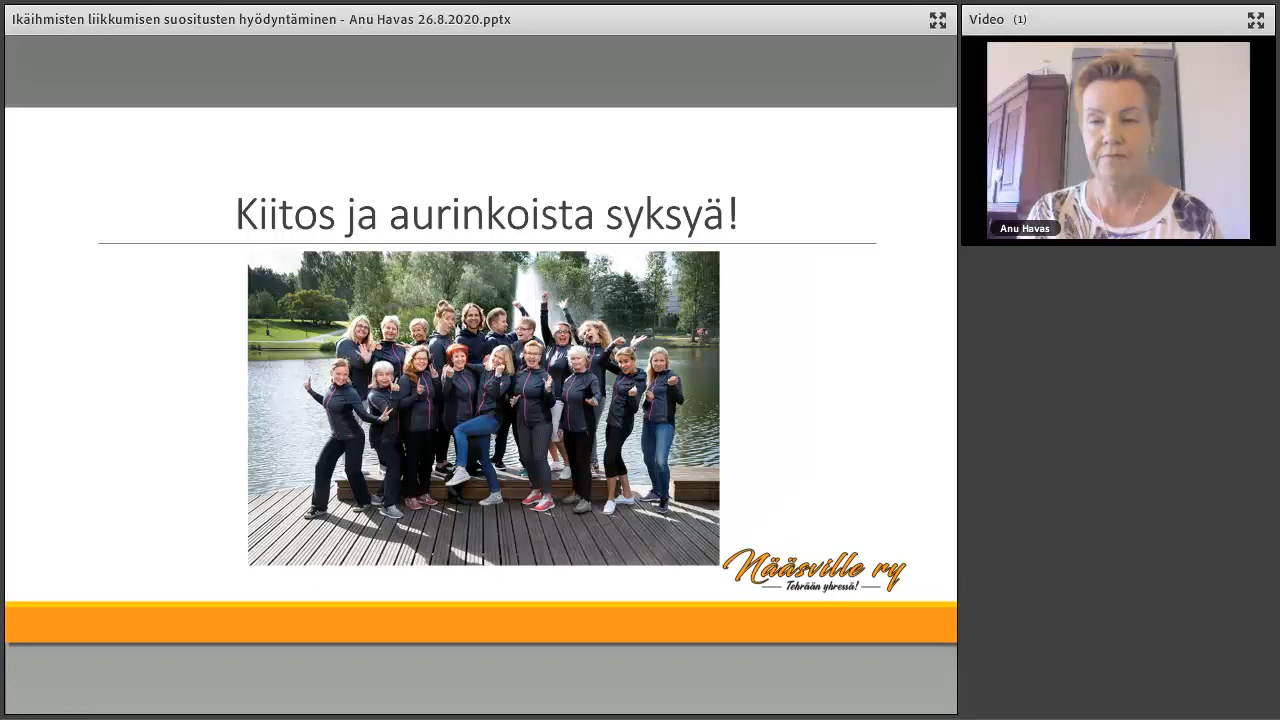 Ikäihmisten liikkumisen suositusten hyödyntäminen - Anu Havas 26.8.2020.pptx
Video (1)
Anu Havas
Kiitos ja aurinkoista syksyä!
Nääsville ry
Tehrään yhressä!